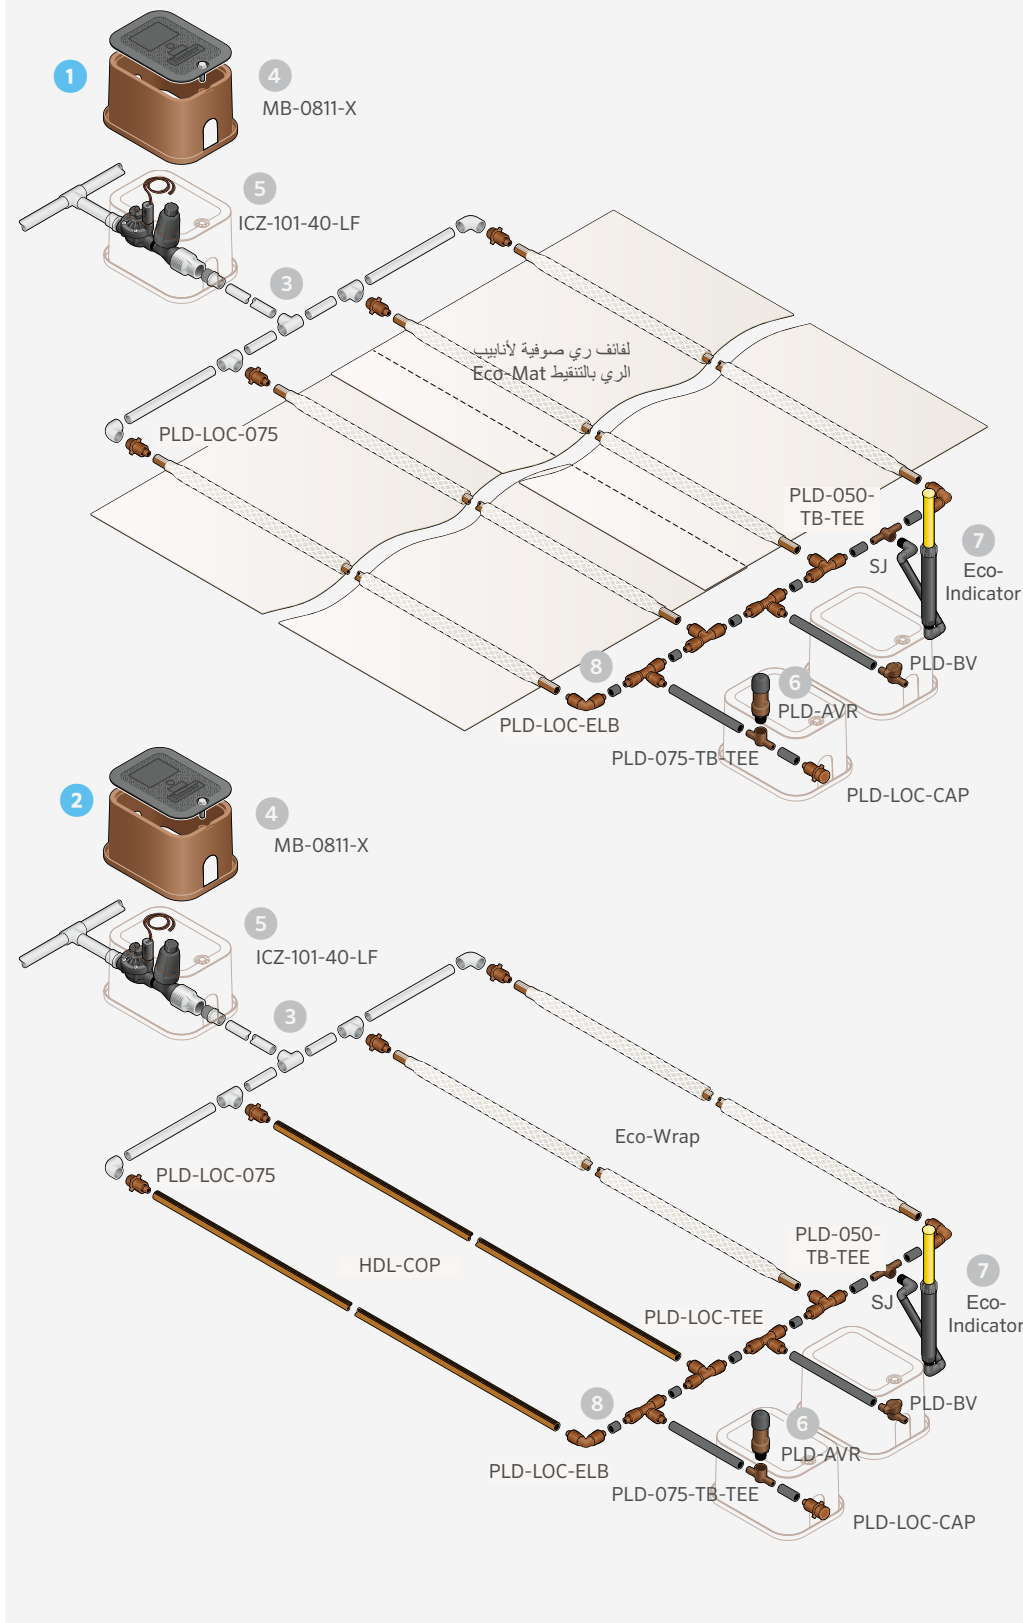 1
4
MB-0811-X
5
ICZ-101-40-LF
3
لفائف ري صوفية لأنابيب
الري بالتنقيط Eco-Mat
PLD-LOC-075
PLD-050-
TB-TEE
7
SJ
Eco-
Indicator
8
PLD-BV
6
PLD-AVR
PLD-LOC-ELB
PLD-075-TB-TEE
PLD-LOC-CAP
2
4
MB-0811-X
5
ICZ-101-40-LF
3
Eco-Wrap
PLD-LOC-075
PLD-050-
TB-TEE
HDL-COP
7
SJ
Eco-
Indicator
PLD-LOC-TEE
8
PLD-BV
6
PLD-AVR
PLD-LOC-ELB
PLD-075-TB-TEE
PLD-LOC-CAP